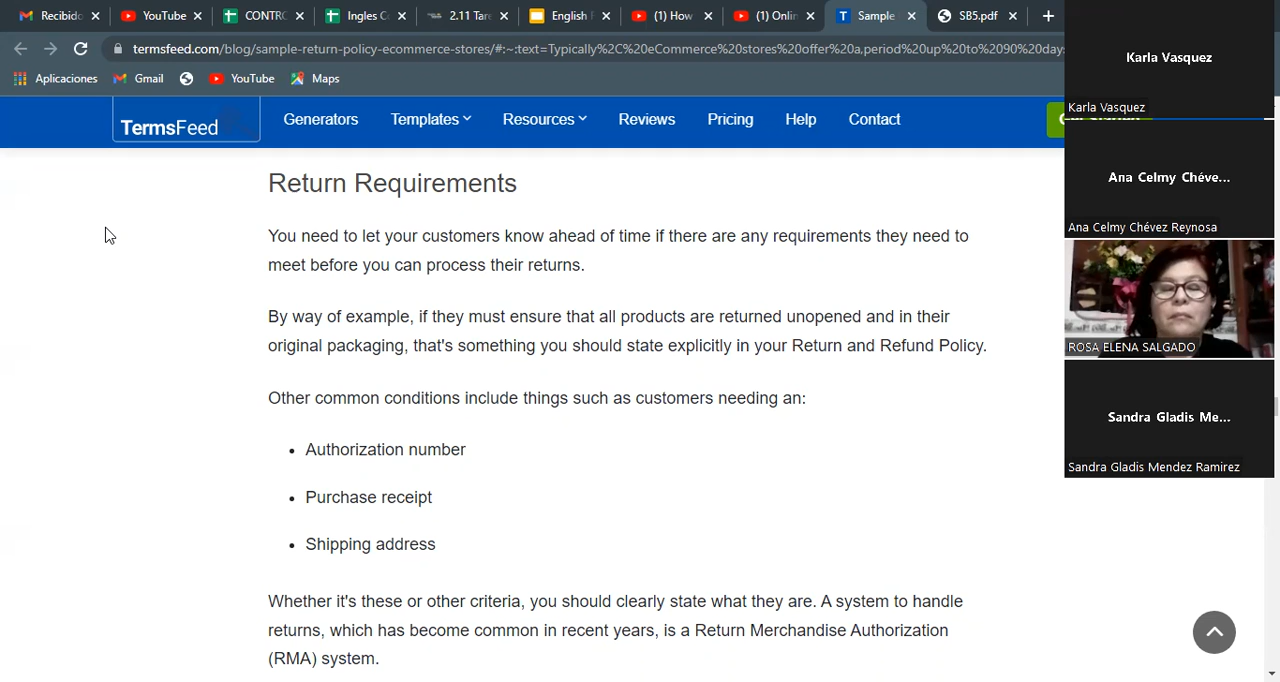 Recibido
YouTube
CONTRO
Ingles Co
2.11 Tare
English F
(1) How
(1) Onlin
Sample
SB5.pdf
termsfeed.com/blog/sample-return-policy-ecommerce-stores/#:~:text=Typically%2C%20eCommerce%20stores%20offer%20a,period%20up%20to%2090%20days
Aplicaciones
Gmail
YouTube
Maps
TermsFeed
Generators
Templates
Resources
Reviews
Pricing
Help
Contact
Return Requirements
You need to let your customers know ahead of time if there are any requirements they need to
meet before you can process their returns.
By way of example, if they must ensure that all products are returned unopened and in their
original packaging, that's something you should state explicitly in your Return and Refund Policy.
Other common conditions include things such as customers needing an:
• Authorization number
• Purchase receipt
• Shipping address
Whether it's these or other criteria, you should clearly state what they are. A system to handle
returns, which has become common in recent years, is a Return Merchandise Authorization
(RMA) system.
Karla Vasquez
Karla Vasquez
Ana Celmy Chéve...
Ana Celmy Chévez Reynosa
ROSA ELENA SALGADO
Sandra Gladis Me...
Sandra Gladis Mendez Ramirez